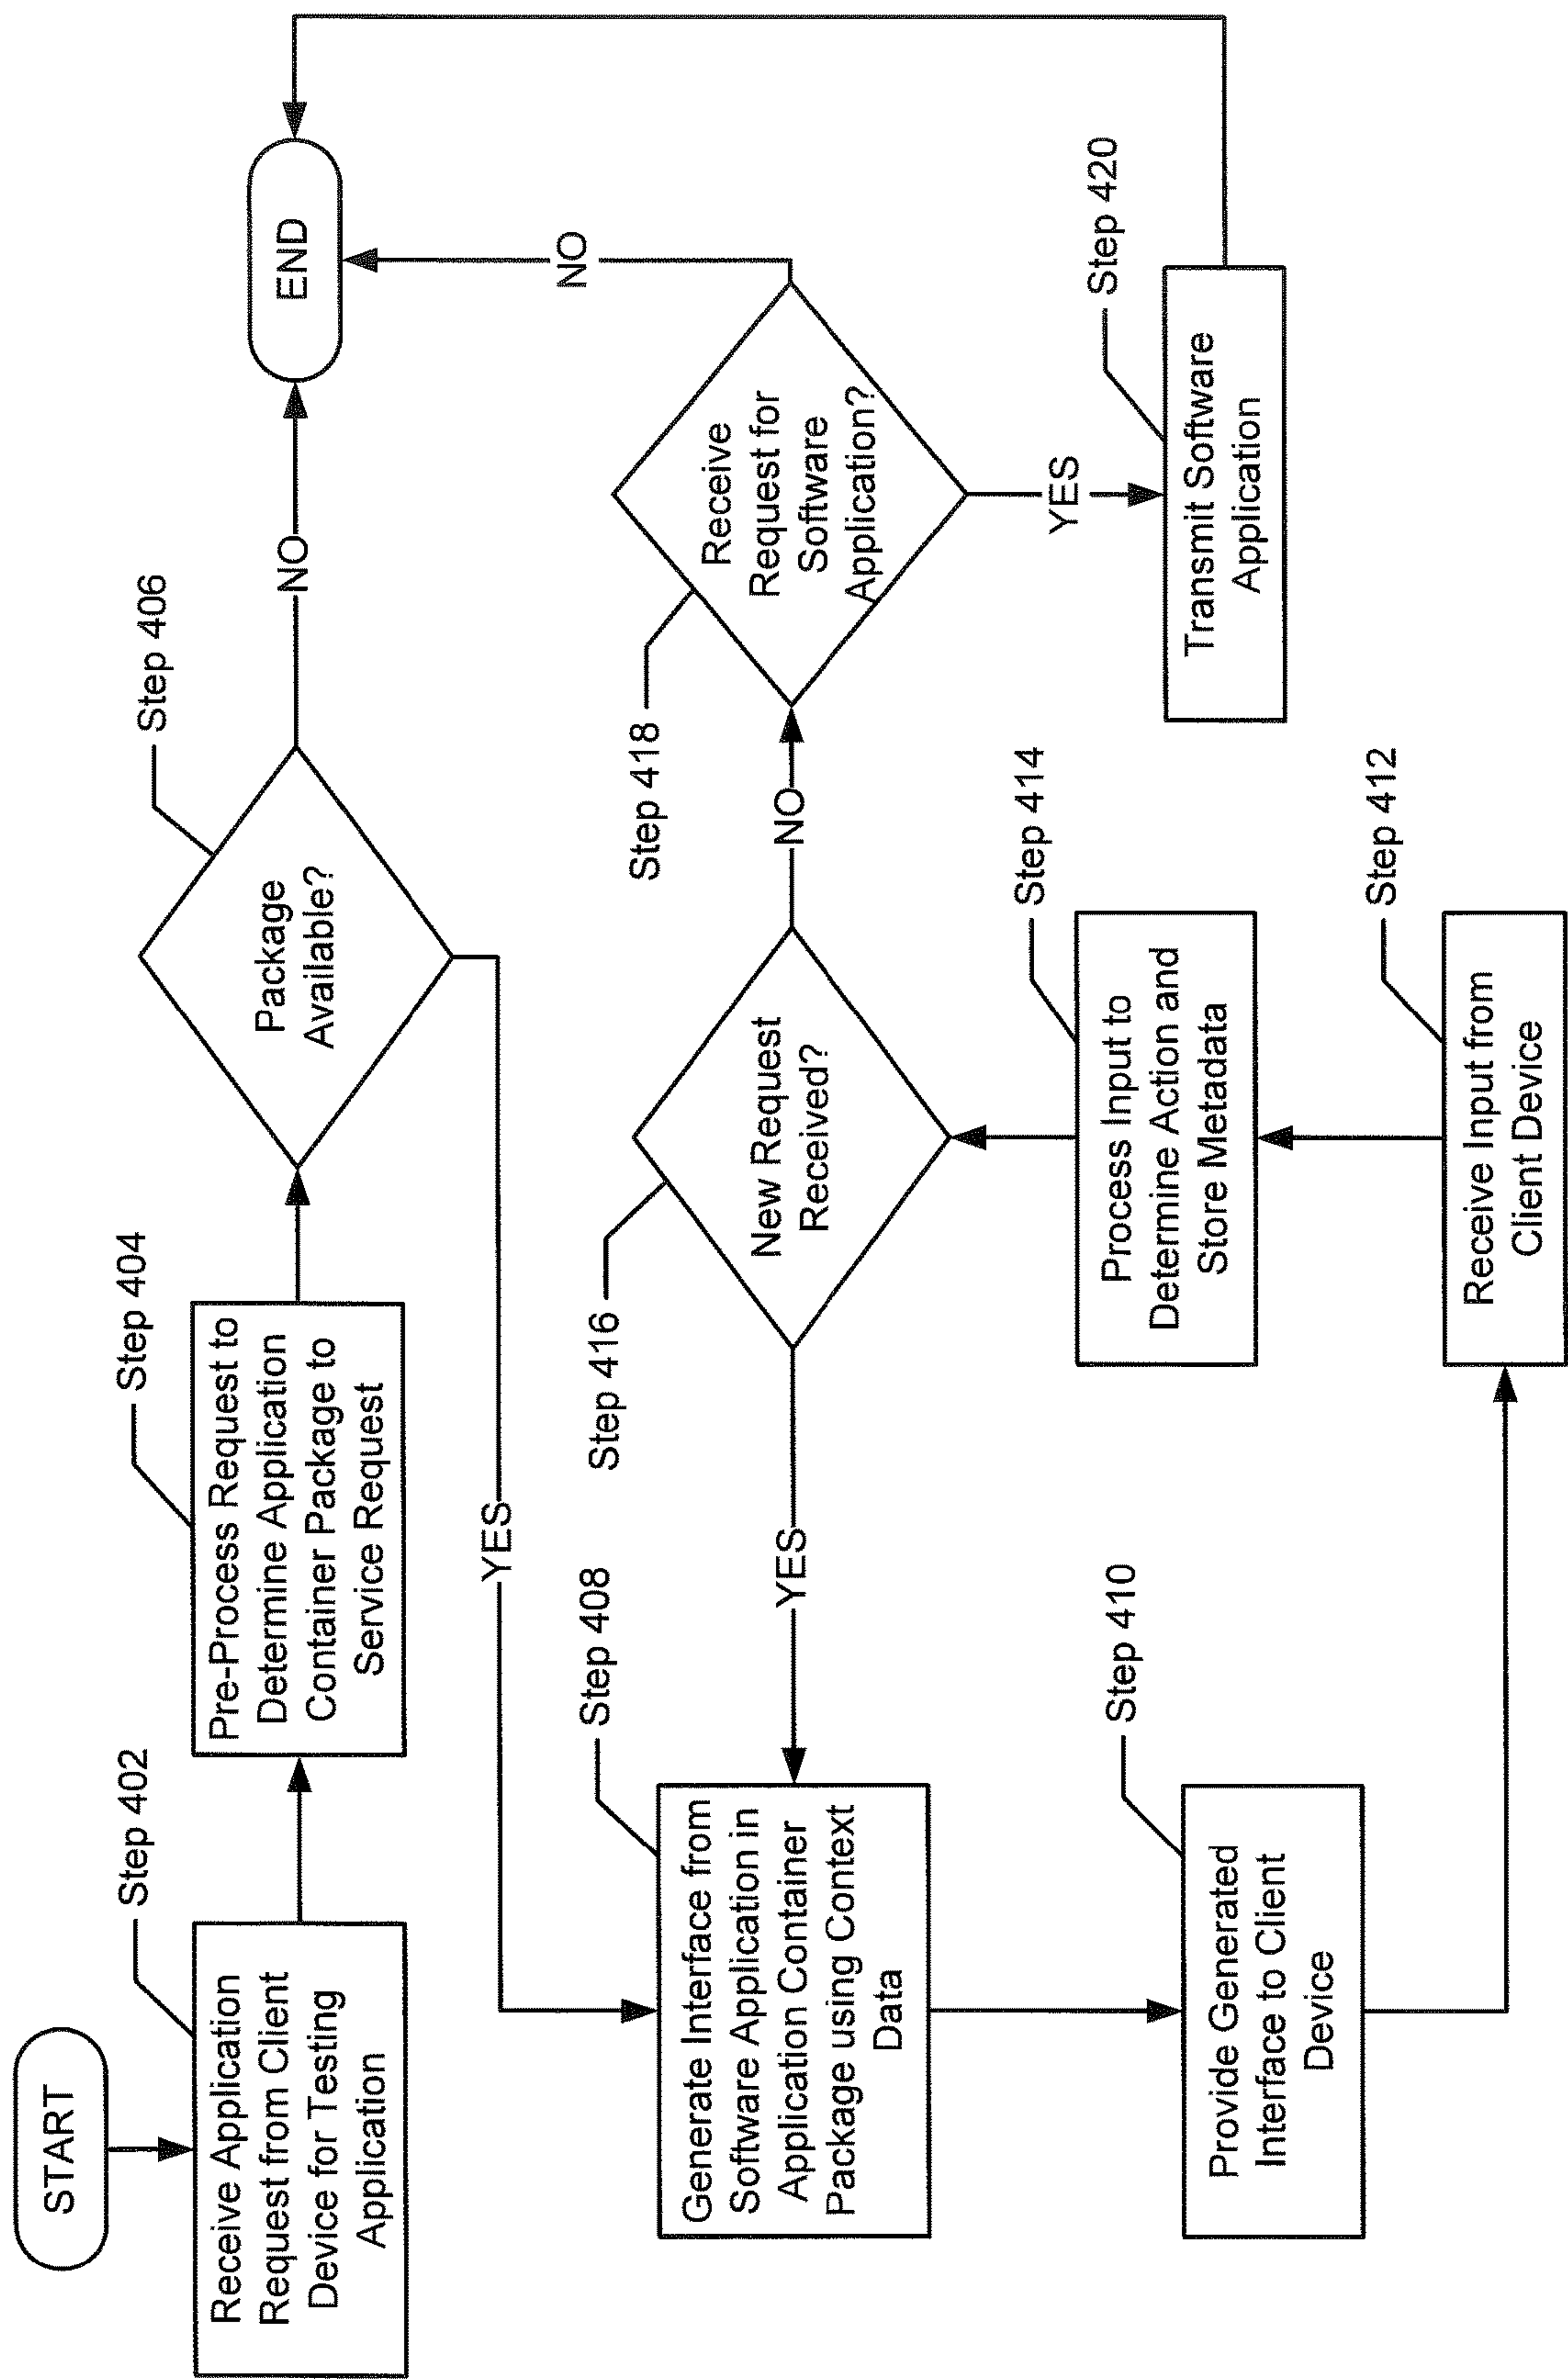 START
Step 402
Receive Application
Request from Client
Device for Testing
Application
Step 404
Pre-Process Request to
Determine Application
Container Package to
Service Request
Step 406
Package
Available?
NO
END
YES
Step 408
Generate Interface from
Software Application in
Application Container
Package using Context
Data
YES
Step 416
New Request
Received?
NO
Step 418
Receive
Request for
Software
Application?
NO
YES
Step 410
Provide Generated
Interface to Client
Device
Step 414
Process Input to
Determine Action and
Store Metadata
Step 412
Receive Input from
Client Device
Step 420
Transmit Software
Application